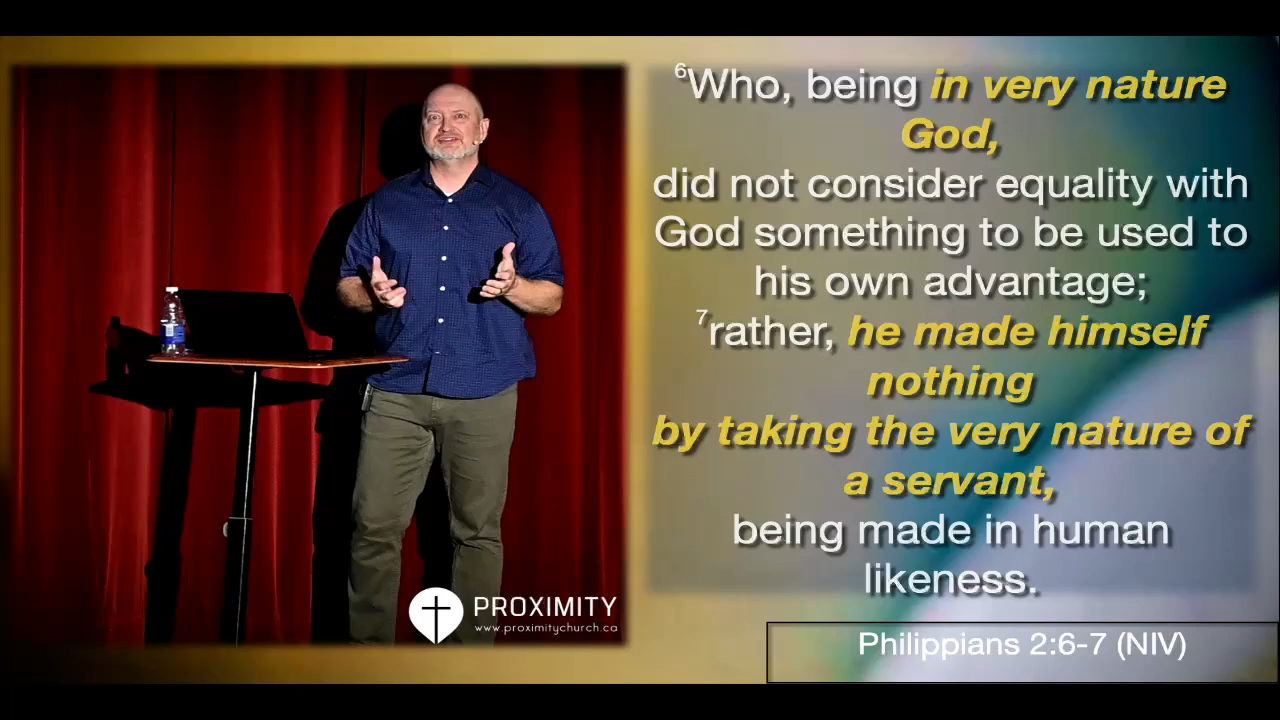 ⁶Who, being in very nature
God,
did not consider equality with
God something to be used to
his own advantage;
⁷rather, he made himself
nothing
by taking the very nature of
a servant,
being made in human
likeness.
Philippians 2:6-7 (NIV)
PROXIMITY
www.proximitychurch.ca